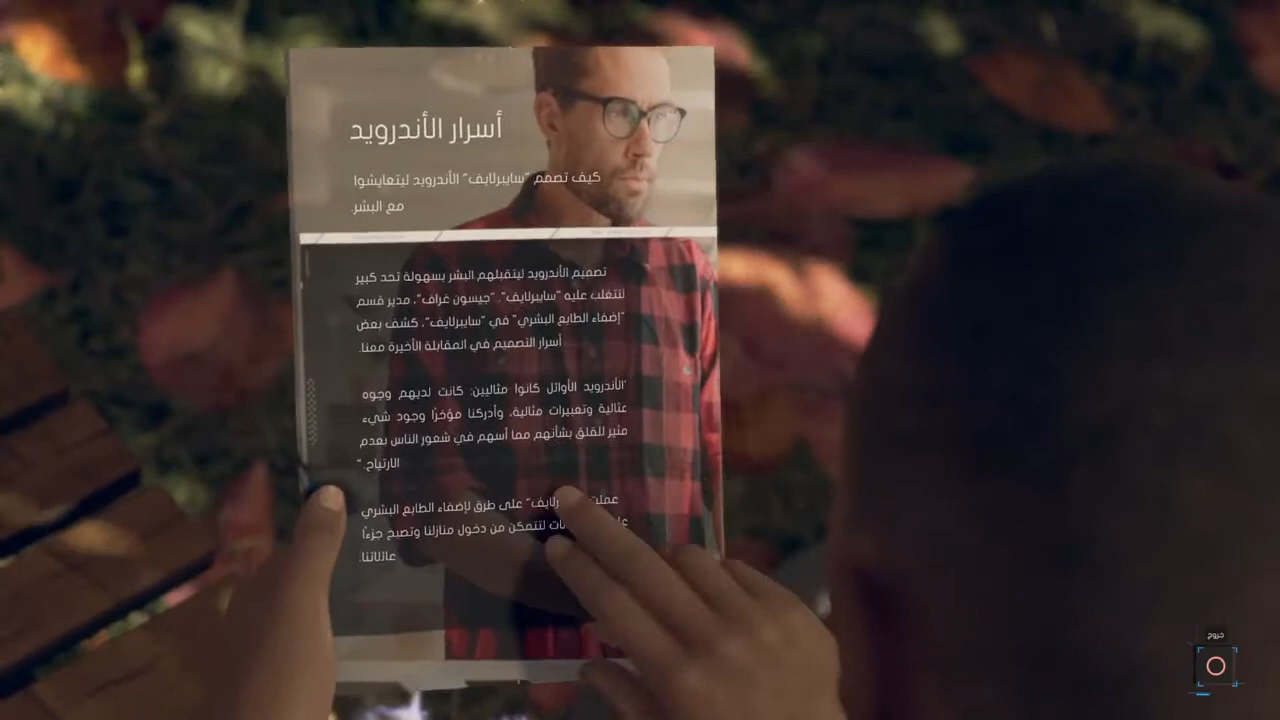 أسرار الأندرويد
كيف تصمم "سايبرلايف" الأندرويد ليتعايشوا
مع البشر.
تصميم الأندرويد ليتقبلهم البشر بسهولة تحد كبير
لتتغلب عليه "سايبرلايف". "جيسون غراف"، مدير قسم
"إضفاء الطابع البشري" في "سايبرلايف"، كشف بعض
أسرار التصميم في المقابلة الأخيرة معنا.
"الأندرويد الأوائل كانوا مثاليين: كانت لديهم وجوه
مثالية وتعبيرات مثالية، وأدركنا مؤخرًا وجود شيء
مثير للقلق بشأنهم مما أسهم في شعور الناس بعدم
الارتياح."
عملت على طرق لإضفاء الطابع البشري
لتتمكن من دخول منازلنا وتصبح جزءًا
عائلاتنا.
خروج